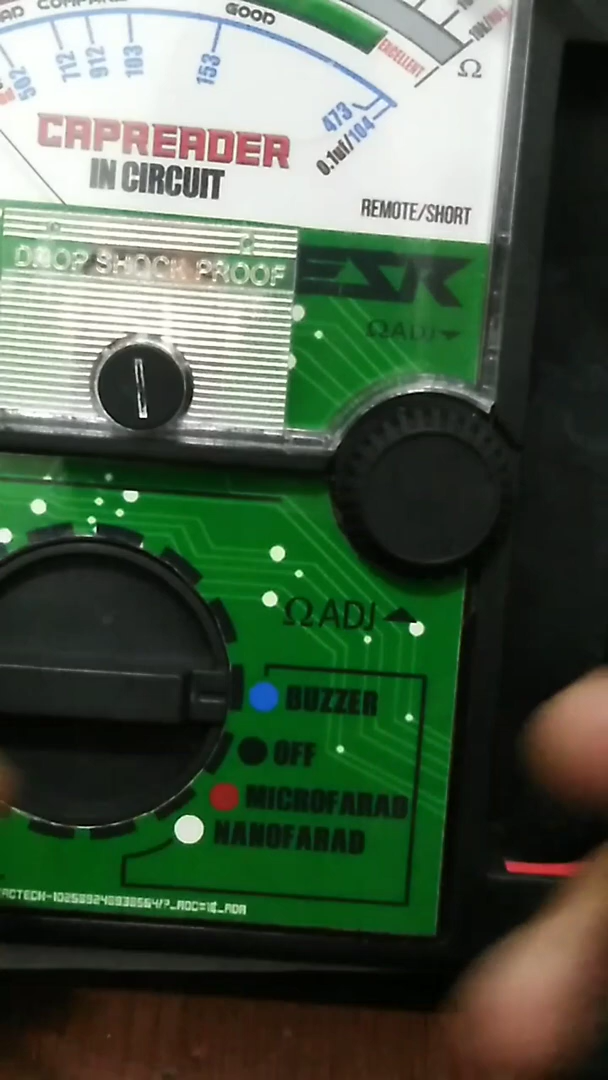 GOOD
EXCELLENT
Ω
502
712
912
103
153
473
0.1uf/104
CAPREADER
IN CIRCUIT
REMOTE/SHORT
DROP SHOCK PROOF
ESR
ΩADJ
ΩADJ
BUZZER
OFF
MICROFARAD
NANOFARAD